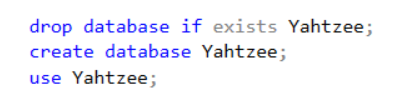 drop database if exists Yahtzee;
create database Yahtzee;
use Yahtzee;